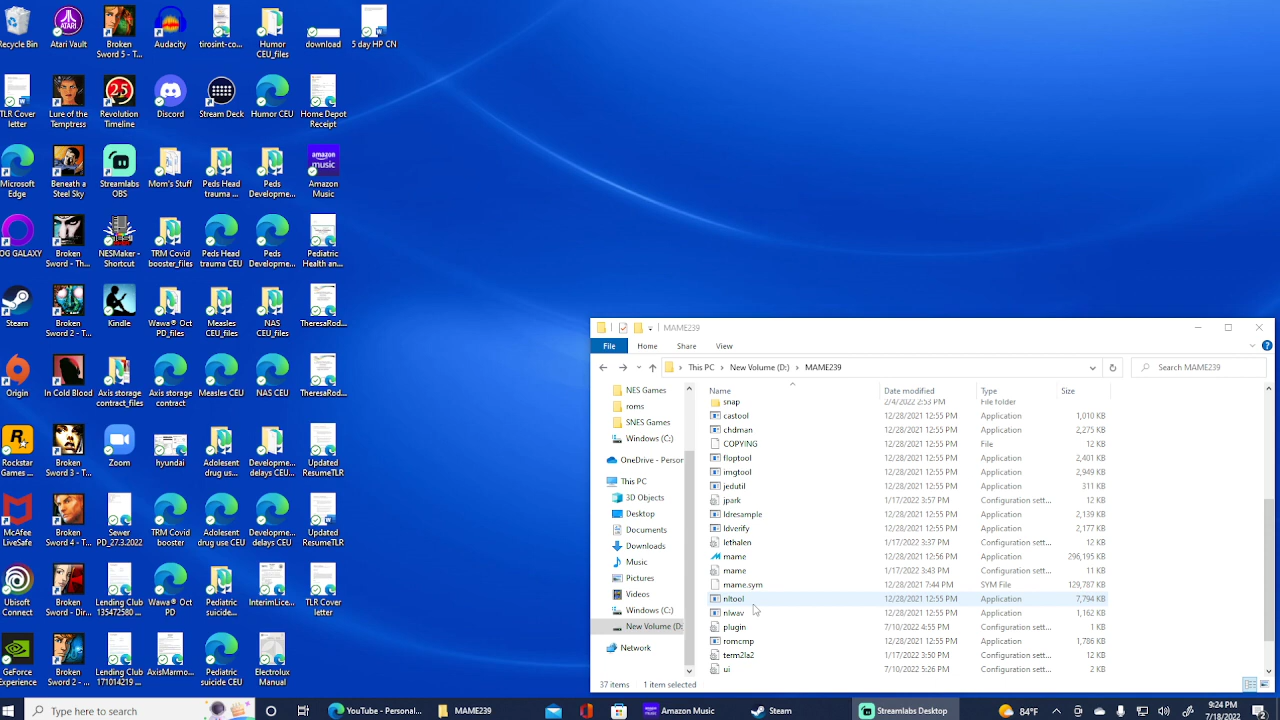 Recycle Bin
Atari Vault
Broken
Sword 5 - T...
Audacity
tirosint-co...
Humor
CEU_files
download
5 day HP CN
TLR Cover
letter
Lure of the
Temptress
Revolution
Timeline
Discord
Stream Deck
Humor CEU
Home Depot
Receipt
Microsoft
Edge
Beneath a
Steel Sky
Streamlabs
OBS
Mom's Stuff
Peds Head
trauma ...
Peds
Developme...
amazon
music
Amazon
Music
OG GALAXY
Broken
Sword - Th...
NESMaker -
Shortcut
TRM Covid
booster_files
Peds Head
trauma CEU
Peds
Developme...
Pediatric
Health an...
Steam
Broken
Sword 2 - T...
Kindle
Wawa® Oct
PD_files
Measles
CEU_files
NAS
CEU_files
TheresaRod...
Origin
In Cold Blood
Axis storage
contract_files
Axis storage
contract
Measles CEU
NAS CEU
TheresaRod...
Rockstar
Games ...
Broken
Sword 3 - T...
Zoom
hyundai
Adolesent
drug us...
Developme...
delays CEU...
Updated
ResumeTLR
McAfee
LiveSafe
Broken
Sword 4 - T...
Sewer
PD_27.3.2022
TRM Covid
booster
Adolesent
drug use CEU
Developme...
delays CEU
Updated
ResumeTLR
Ubisoft
Connect
Broken
Sword - Dir...
Lending Club
135472580 ...
Wawa® Oct
PD
Pediatric
suicide...
InterimLice...
TLR Cover
letter
GeForce
Experience
Broken
Sword 2 - ...
Lending Club
171014219 ...
AxisMarmo...
Pediatric
suicide CEU
Electrolux
Manual
MAME239
File Home Share View
This PC > New Volume (D:) > MAME239
Search MAME239
Name Date modified Type Size
NES Games
roms
SNES Games
Windows (C:)
OneDrive - Person
This PC
3D Objects
Desktop
Documents
Downloads
Music
Pictures
Videos
Windows (C:)
New Volume (D:
Network
snap 2/4/2022 2:53 PM File folder
castool 12/28/2021 12:55 PM Application 1,010 KB
chdman 12/28/2021 12:55 PM Application 2,275 KB
COPYING 12/28/2021 12:55 PM File 12 KB
floptool 12/28/2021 12:55 PM Application 2,401 KB
imgtool 12/28/2021 12:55 PM Application 2,949 KB
jedutil 12/28/2021 12:55 PM Application 311 KB
jpark 1/17/2022 3:57 PM Configuration sett... 12 KB
ldresample 12/28/2021 12:55 PM Application 2,139 KB
ldverify 12/28/2021 12:55 PM Application 2,177 KB
lethalen 1/17/2022 3:37 PM Configuration sett... 12 KB
mame 12/28/2021 12:56 PM Application 296,195 KB
mame 1/17/2022 3:43 PM Configuration sett... 11 KB
mame.sym 12/28/2021 7:44 PM SYM File 129,787 KB
nltool 12/28/2021 12:55 PM Application 7,794 KB
nlwav 12/28/2021 12:55 PM Application 1,162 KB
plugin 7/10/2022 4:55 PM Configuration sett... 1 KB
romcmp 12/28/2021 12:55 PM Application 1,786 KB
term2la2 1/17/2022 3:50 PM Configuration sett... 12 KB
ui 7/10/2022 5:26 PM Configuration sett... 2 KB
37 items 1 item selected
Type here to search
YouTube - Personal...
MAME239
Amazon Music
Steam
Streamlabs Desktop
84°F
9:24 PM
7/18/202